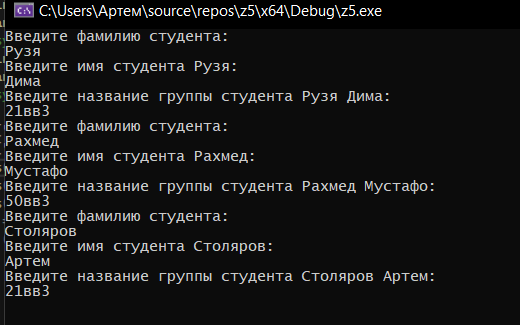 C:\Users\Артем\source\repos\z5\x64\Debug\z5.exe
Введите фамилию студента:
Рузя
Введите имя студента Рузя:
Дима
Введите название группы студента Рузя Дима:
21вв3
Введите фамилию студента:
Рахмед
Введите имя студента Рахмед:
Мустафо
Введите название группы студента Рахмед Мустафо:
50вв3
Введите фамилию студента:
Столяров
Введите имя студента Столяров:
Артем
Введите название группы студента Столяров Артем:
21вв3